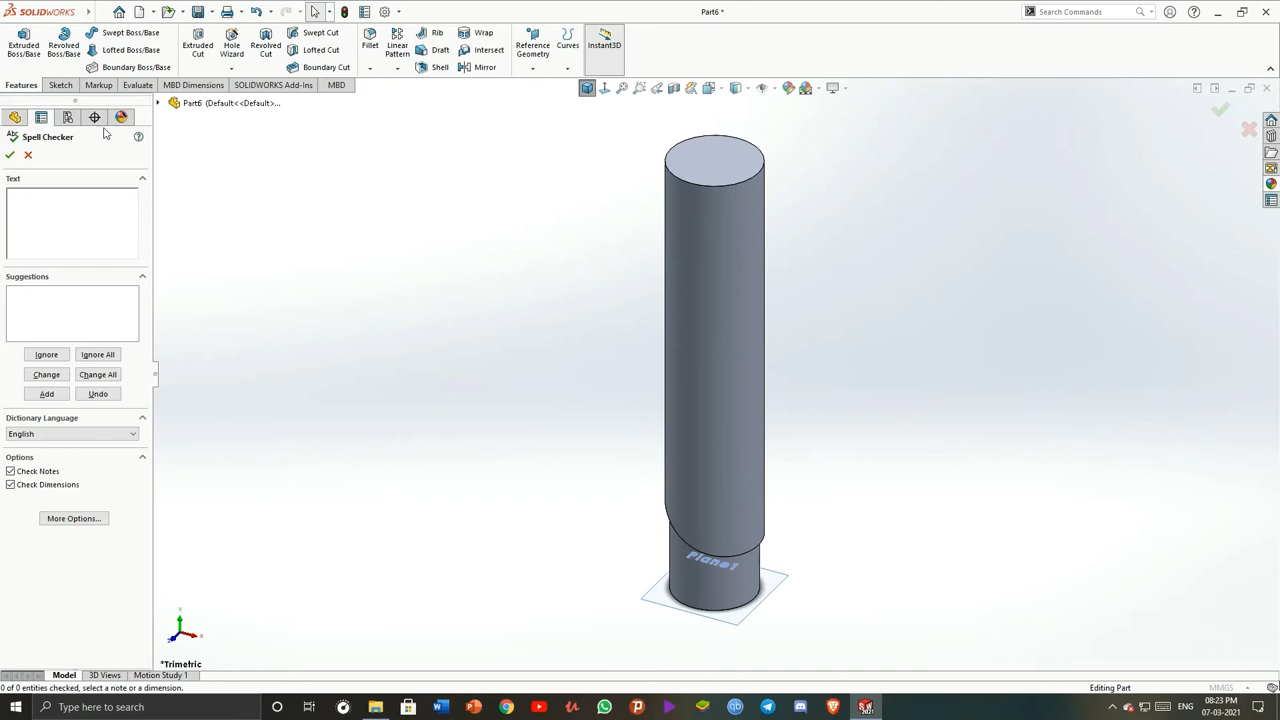 SOLIDWORKS
Part6 *
Search Commands
Extruded Boss/Base
Revolved Boss/Base
Swept Boss/Base
Lofted Boss/Base
Boundary Boss/Base
Extruded Cut
Hole Wizard
Revolved Cut
Swept Cut
Lofted Cut
Boundary Cut
Fillet
Linear Pattern
Rib
Draft
Shell
Wrap
Intersect
Mirror
Reference Geometry
Curves
Instant3D
Features
Sketch
Markup
Evaluate
MBD Dimensions
SOLIDWORKS Add-Ins
MBD
Part6 (Default<<Default>...
Spell Checker
Text
Suggestions
Ignore
Ignore All
Change
Change All
Add
Undo
Dictionary Language
English
Options
Check Notes
Check Dimensions
More Options...
Plane1
Y
X
Z
*Trimetric
Model
3D Views
Motion Study 1
0 of 0 entities checked, select a note or a dimension.
Editing Part
MMGS
Type here to search
08:23 PM
07-03-2021